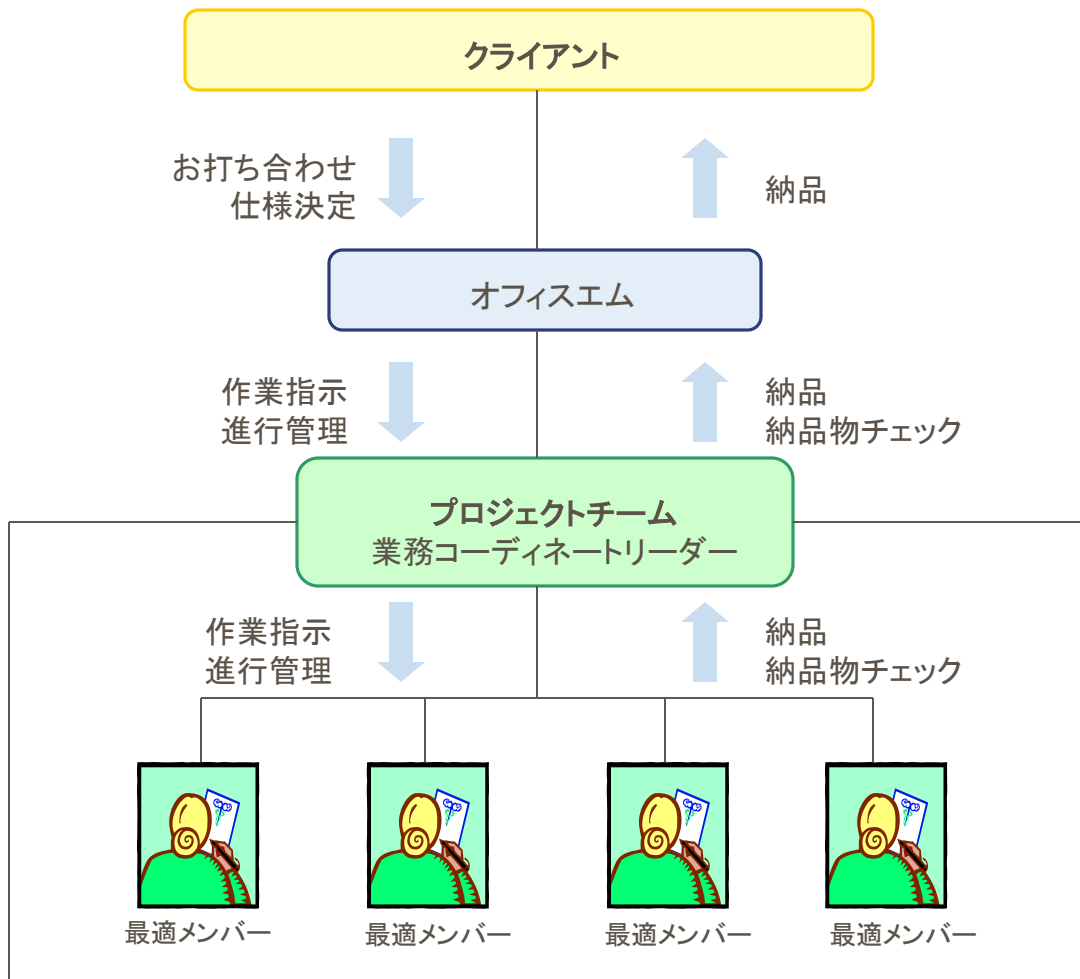 クライアント
お打ち合わせ
仕様決定
納品
オフィスエム
作業指示
進行管理
納品
納品物チェック
プロジェクトチーム
業務コーディネートリーダー
作業指示
進行管理
納品
納品物チェック
最適メンバー
最適メンバー
最適メンバー
最適メンバー